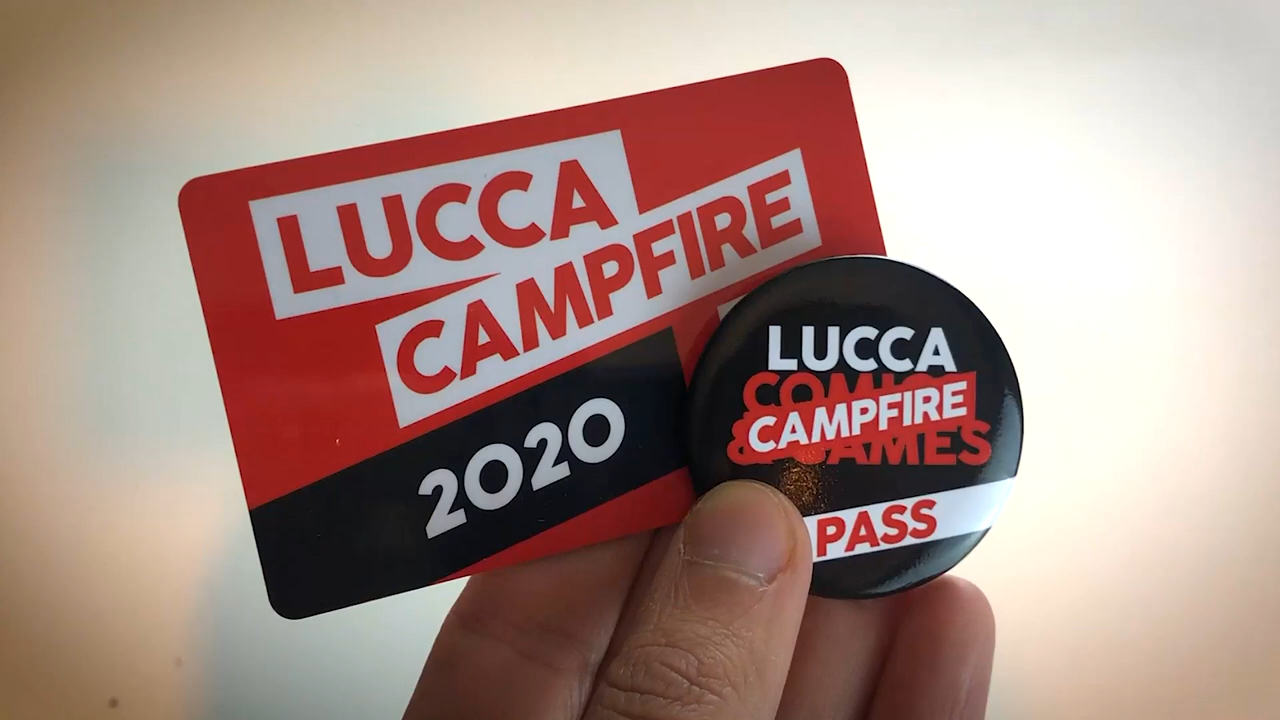 LUCCA
CAMPFIRE
2020
LUCCA
COMICS
CAMPFIRE
& GAMES
PASS